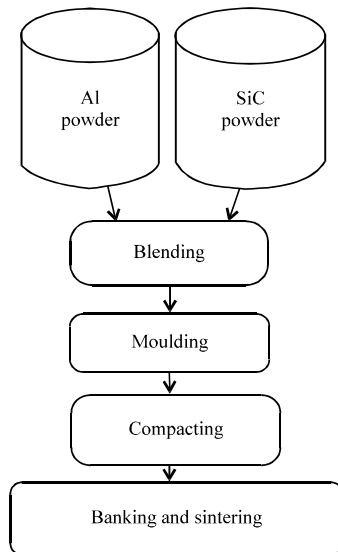 Al
powder
SiC
powder
Blending
Moulding
Compacting
Banking and sintering